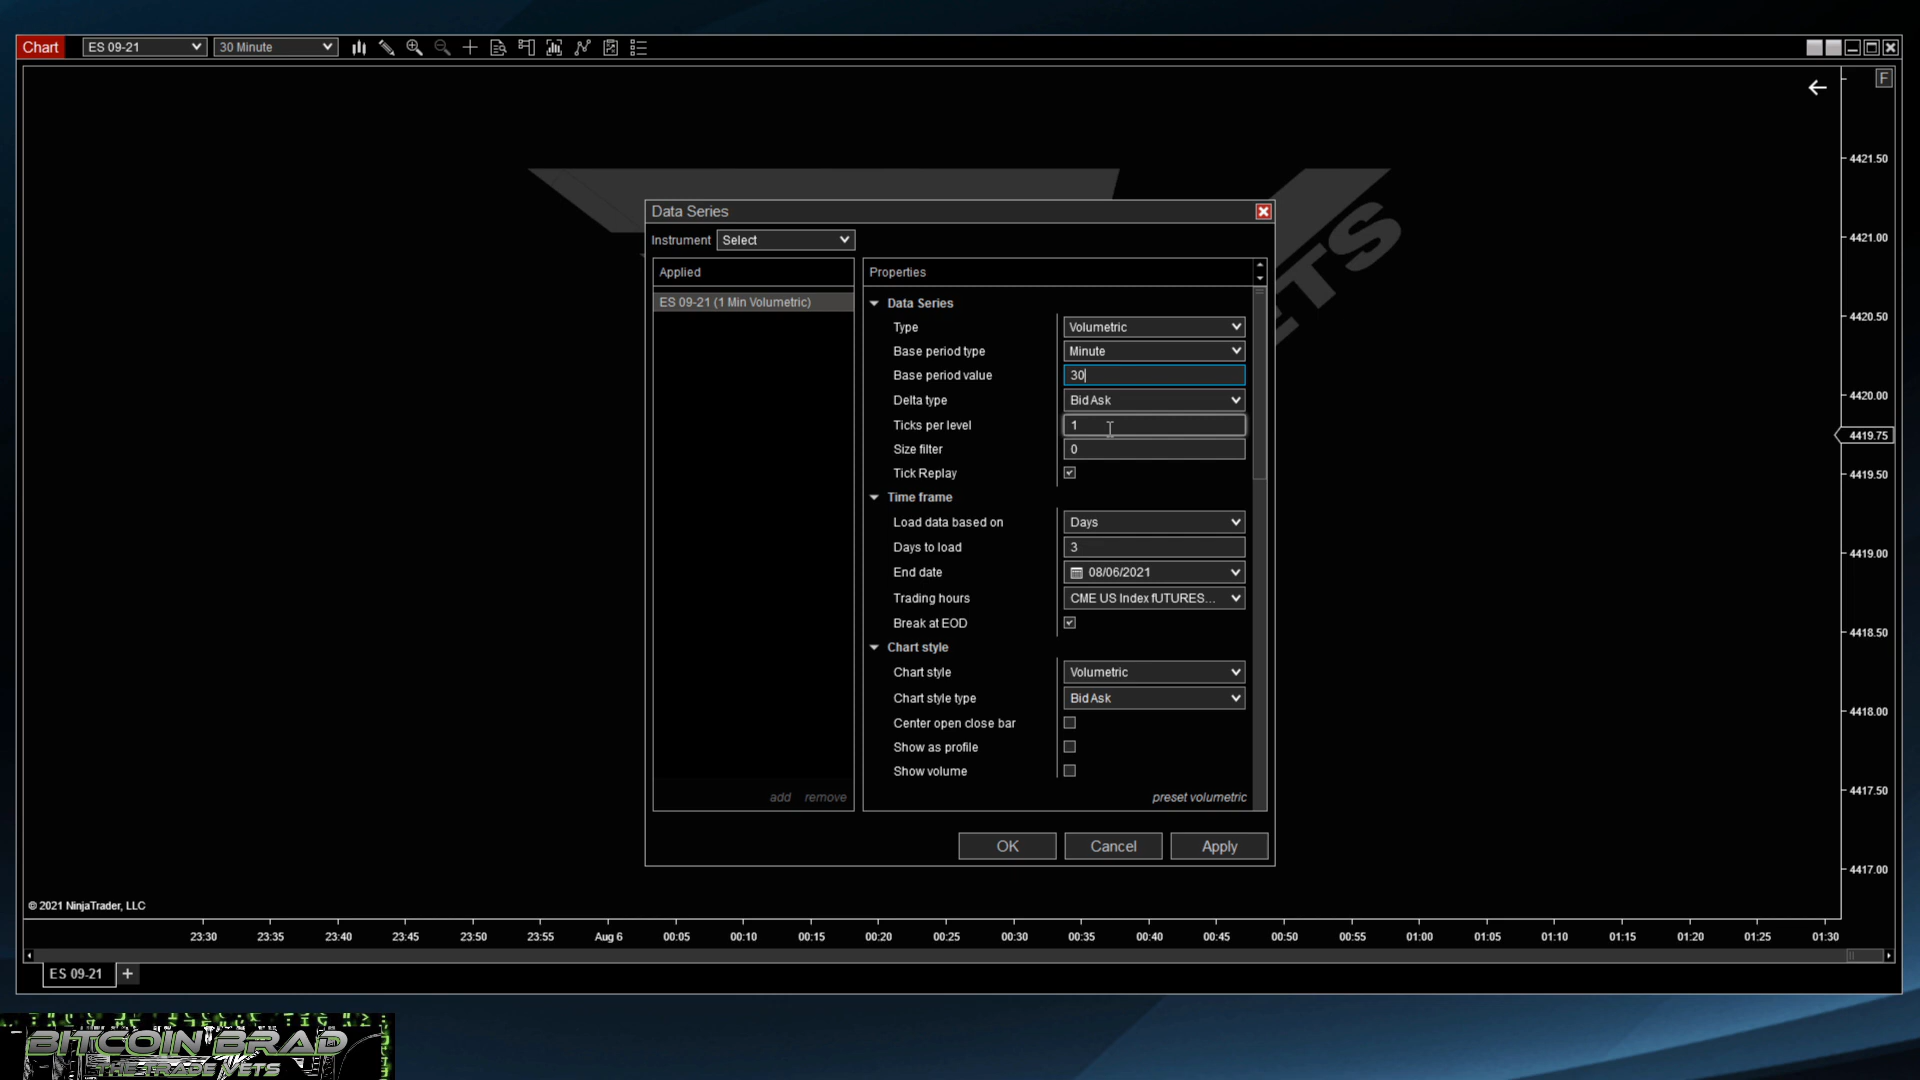 Chart ES 09-21 30 Minute
F
4421.50
4421.00
4420.50
4420.00
4419.75
4419.50
4419.00
4418.50
4418.00
4417.50
4417.00
ETS
Data Series
Instrument Select
Applied
ES 09-21 (1 Min Volumetric)
add remove
Properties
Data Series
Type Volumetric
Base period type Minute
Base period value 30
Delta type BidAsk
Ticks per level 1
Size filter 0
Tick Replay
Time frame
Load data based on Days
Days to load 3
End date 08/06/2021
Trading hours CME US Index fUTURES...
Break at EOD
Chart style
Chart style Volumetric
Chart style type BidAsk
Center open close bar
Show as profile
Show volume
preset volumetric
OK Cancel Apply
© 2021 NinjaTrader, LLC
23:30 23:35 23:40 23:45 23:50 23:55 Aug 6 00:05 00:10 00:15 00:20 00:25 00:30 00:35 00:40 00:45 00:50 00:55 01:00 01:05 01:10 01:15 01:20 01:25 01:30
ES 09-21 +
BITCOIN BRAD
THE TRADE VETS